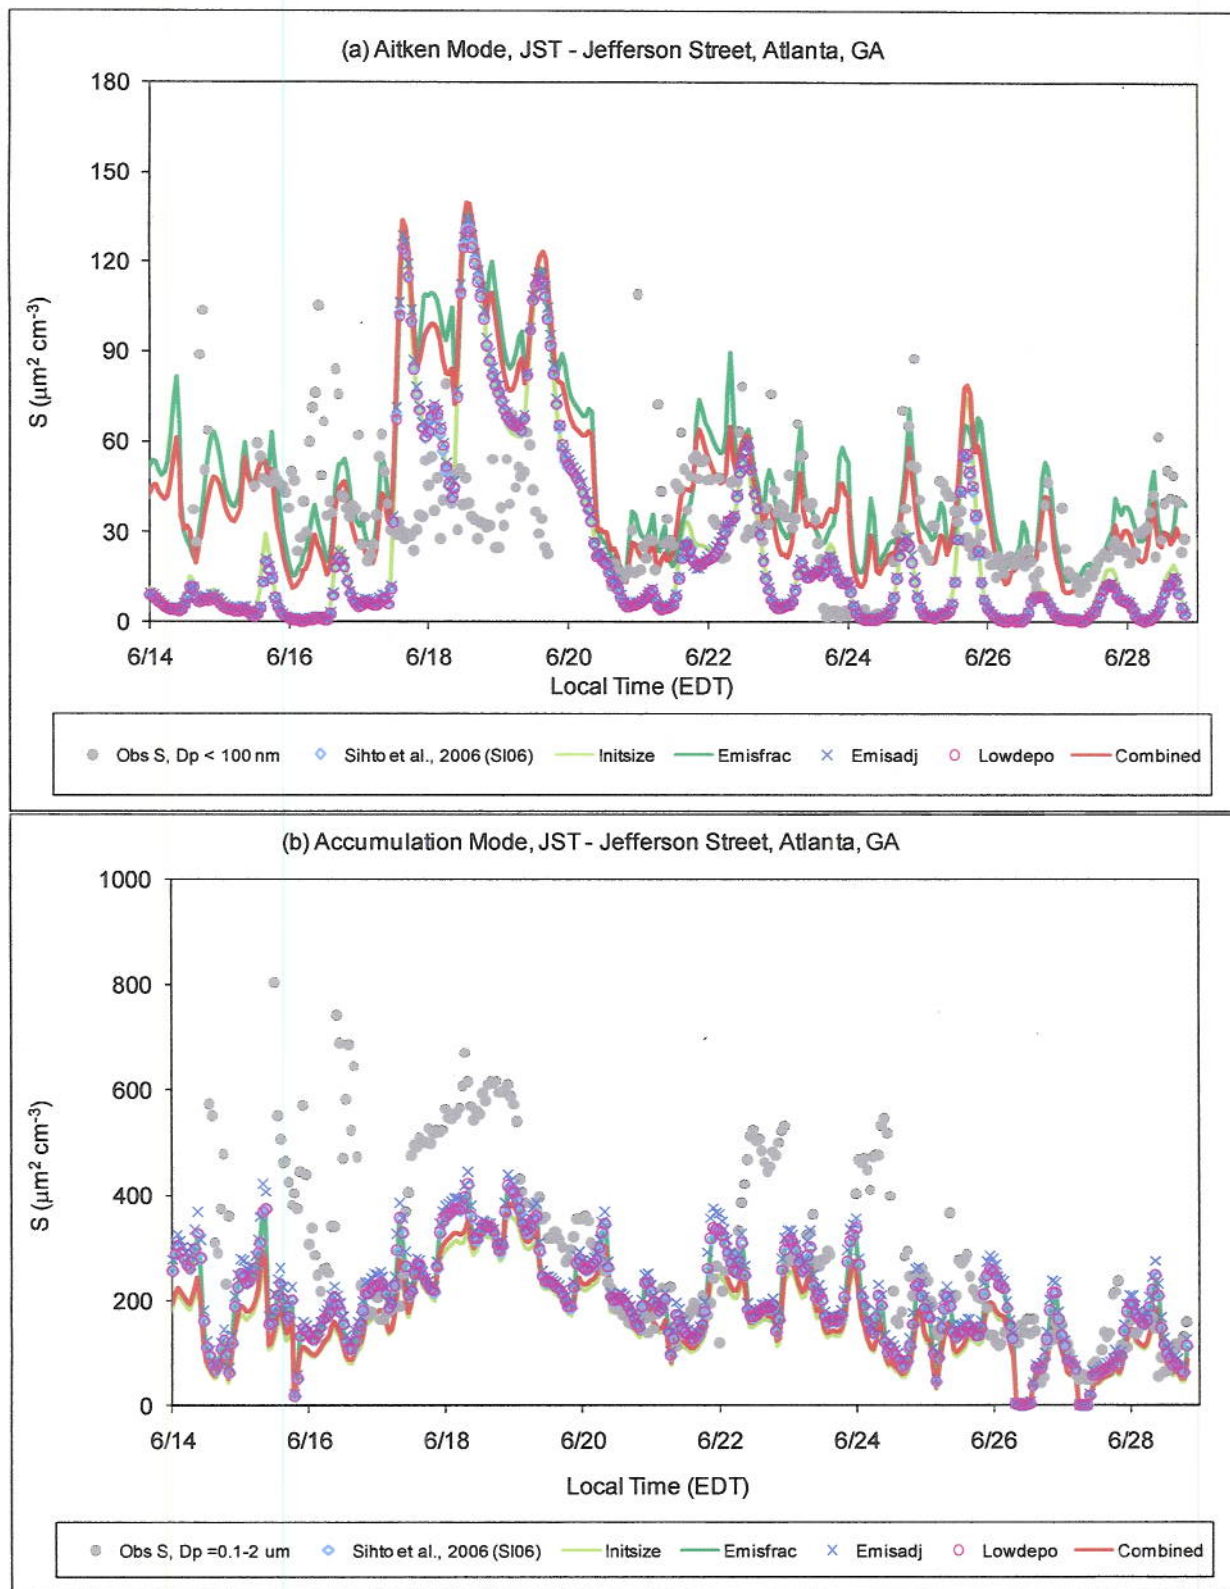 (a) Aitken Mode, JST - Jefferson Street, Atlanta, GA
180
150
120
90
60
30
0
S (µm² cm⁻³)
6/14 6/16 6/18 6/20 6/22 6/24 6/26 6/28
Local Time (EDT)
Obs S, Dp < 100 nm Sihto et al., 2006 (SI06) Initsize Emisfrac Emisadj Lowdepo Combined
(b) Accumulation Mode, JST - Jefferson Street, Atlanta, GA
1000
800
600
400
200
0
S (µm² cm⁻³)
6/14 6/16 6/18 6/20 6/22 6/24 6/26 6/28
Local Time (EDT)
Obs S, Dp =0.1-2 um Sihto et al., 2006 (SI06) Initsize Emisfrac Emisadj Lowdepo Combined